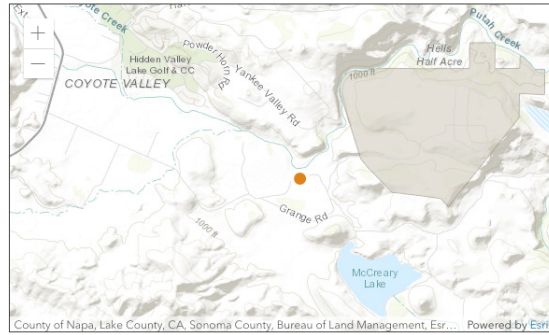 Ext
Coyote Creek
+
−
Powder Horn Rd
Hidden Valley
Lake Golf & CC
Yankee Valley Rd
COYOTE VALLEY
1000 ft
Hells
Half Acre
Putah Creek
Grange Rd
1000 ft
McCreary
Lake
County of Napa, Lake County, CA, Sonoma County, Bureau of Land Management, Esr... Powered by Esri